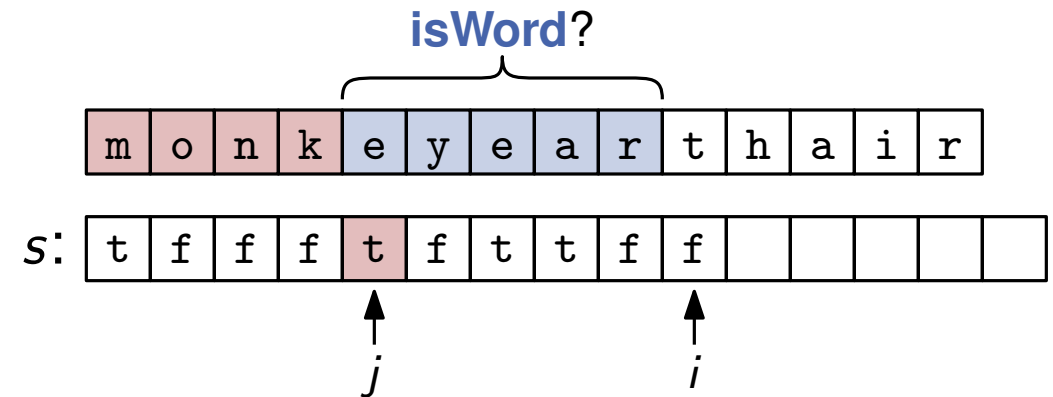 isWord?
m o n k e y e a r t h a i r
s: t f f f t f t t f f
j i